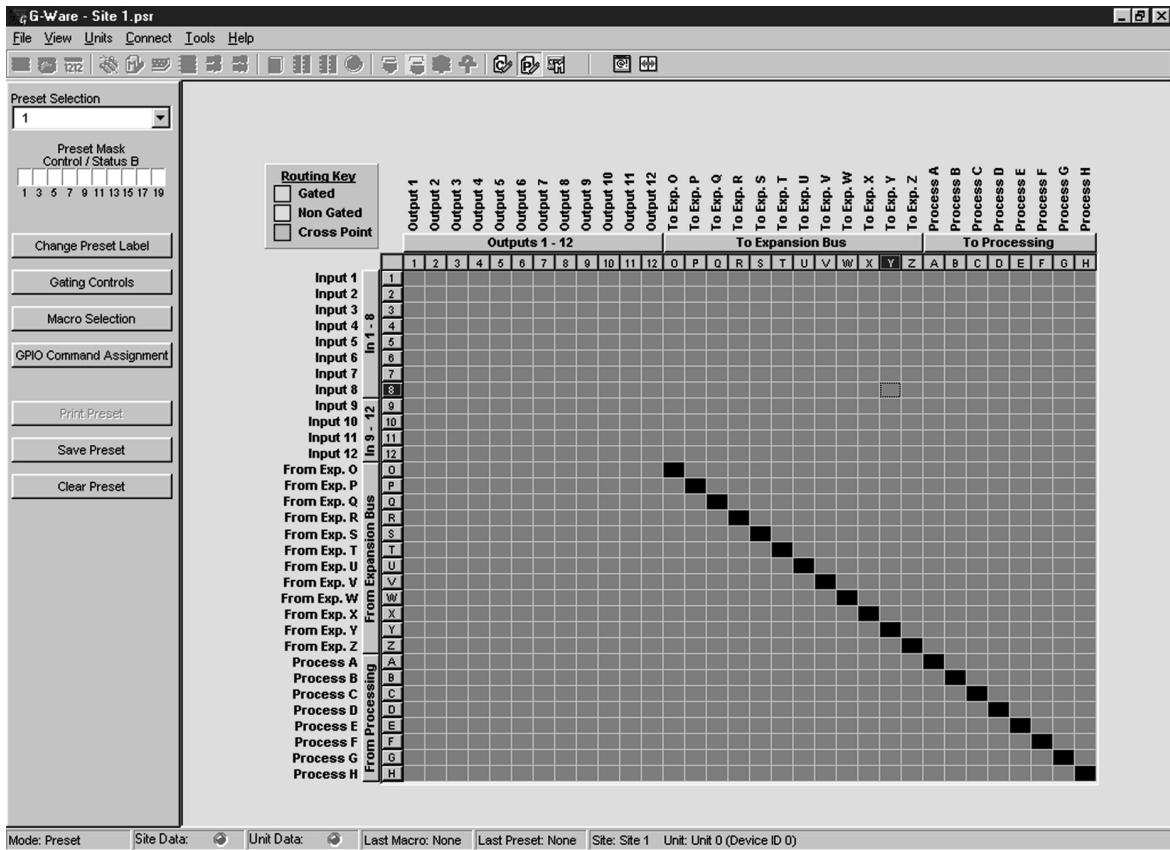 G-Ware - Site 1.psr
File View Units Connect Tools Help
1212
Preset Selection
1
Preset Mask
Control / Status B
1 3 5 7 9 11 13 15 17 19
Change Preset Label
Gating Controls
Macro Selection
GPIO Command Assignment
Print Preset
Save Preset
Clear Preset
Routing Key
Gated
Non Gated
Cross Point
Output 1
Output 2
Output 3
Output 4
Output 5
Output 6
Output 7
Output 8
Output 9
Output 10
Output 11
Output 12
To Exp. O
To Exp. P
To Exp. Q
To Exp. R
To Exp. S
To Exp. T
To Exp. U
To Exp. V
To Exp. W
To Exp. X
To Exp. Y
To Exp. Z
Process A
Process B
Process C
Process D
Process E
Process F
Process G
Process H
Outputs 1 - 12 To Expansion Bus To Processing
1 2 3 4 5 6 7 8 9 10 11 12 O P Q R S T U V W X Y Z A B C D E F G H
In 1 - 8
Input 1 1
Input 2 2
Input 3 3
Input 4 4
Input 5 5
Input 6 6
Input 7 7
Input 8 8
In 9 - 12
Input 9 9
Input 10 10
Input 11 11
Input 12 12
From Expansion Bus
From Exp. O O
From Exp. P P
From Exp. Q Q
From Exp. R R
From Exp. S S
From Exp. T T
From Exp. U U
From Exp. V V
From Exp. W W
From Exp. X X
From Exp. Y Y
From Exp. Z Z
From Processing
Process A A
Process B B
Process C C
Process D D
Process E E
Process F F
Process G G
Process H H
Mode: Preset Site Data: Unit Data: Last Macro: None Last Preset: None Site: Site 1 Unit: Unit 0 (Device ID 0)